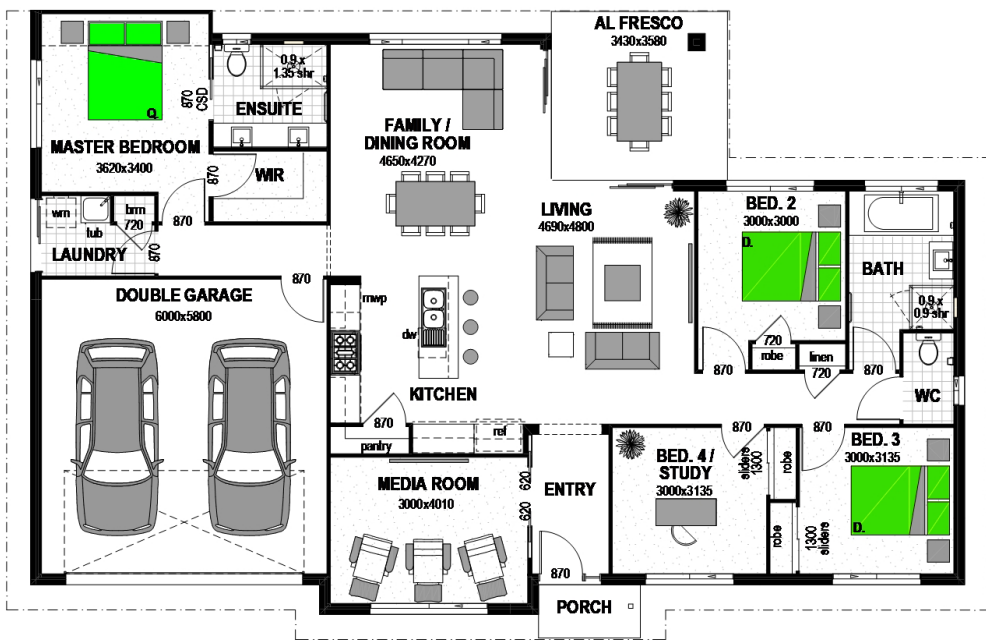 AL FRESCO
3430x3580
0.9 x
1.35 shr
870
CSD
Q.
ENSUITE
MASTER BEDROOM
3620x3400
FAMILY /
DINING ROOM
4650x4270
870
WIR
870
wm
tub
brm
720
870
LAUNDRY
LIVING
4690x4800
BED. 2
3000x3000
D.
BATH
0.9 x
0.9 shr
870
DOUBLE GARAGE
6000x5800
mwp
dw
KITCHEN
720
robe
linen
720
870
870
WC
870
pantry
ref
870
870
MEDIA ROOM
3000x4010
620
620
ENTRY
BED. 4 /
STUDY
3000x3135
1300
sliders
robe
BED. 3
3000x3135
D.
robe
1300
sliders
870
PORCH